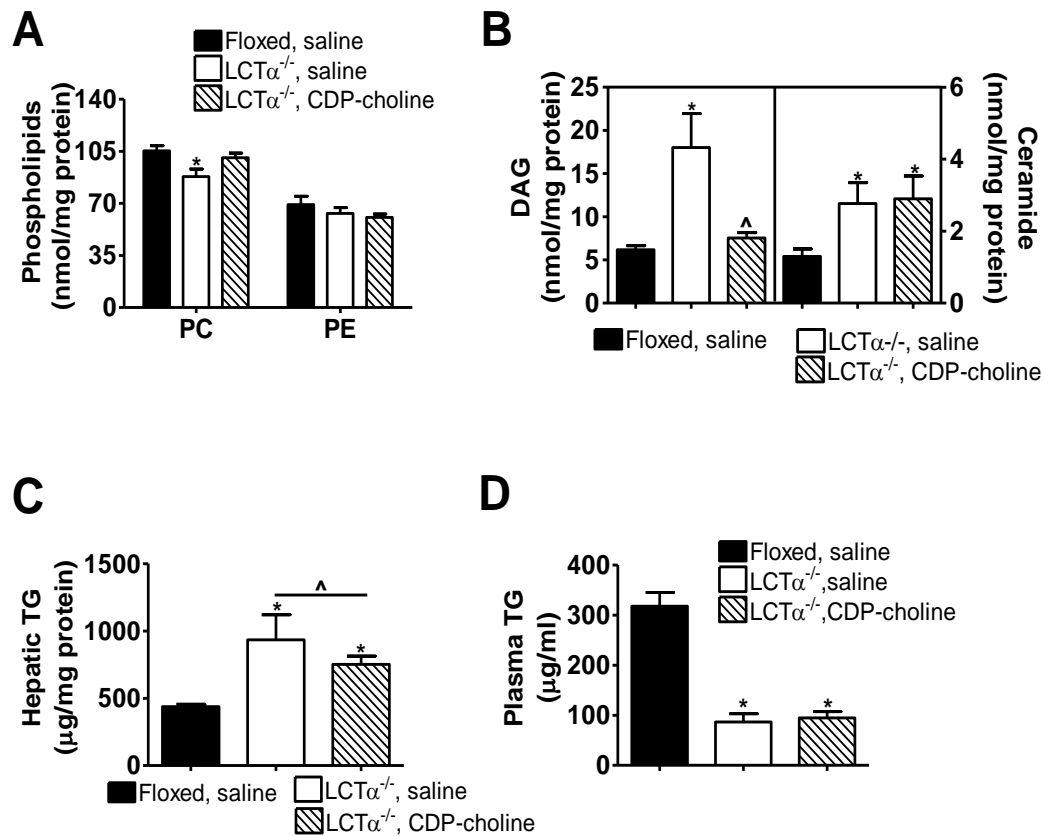 A
Floxed, saline
LCTα-/-, saline
LCTα-/-, CDP-choline
Phospholipids
(nmol/mg protein)
140
105
70
35
0
PC
PE
*
B
DAG
(nmol/mg protein)
25
20
15
10
5
0
*
^
*
*
6
4
2
0
Ceramide
(nmol/mg protein)
Floxed, saline
LCTα-/-, saline
LCTα-/-, CDP-choline
C
Hepatic TG
(μg/mg protein)
1500
1000
500
0
^
*
*
Floxed, saline
LCTα-/-, saline
LCTα-/-, CDP-choline
D
Floxed, saline
LCTα-/-,saline
LCTα-/-,CDP-choline
Plasma TG
(μg/ml)
400
300
200
100
0
*
*